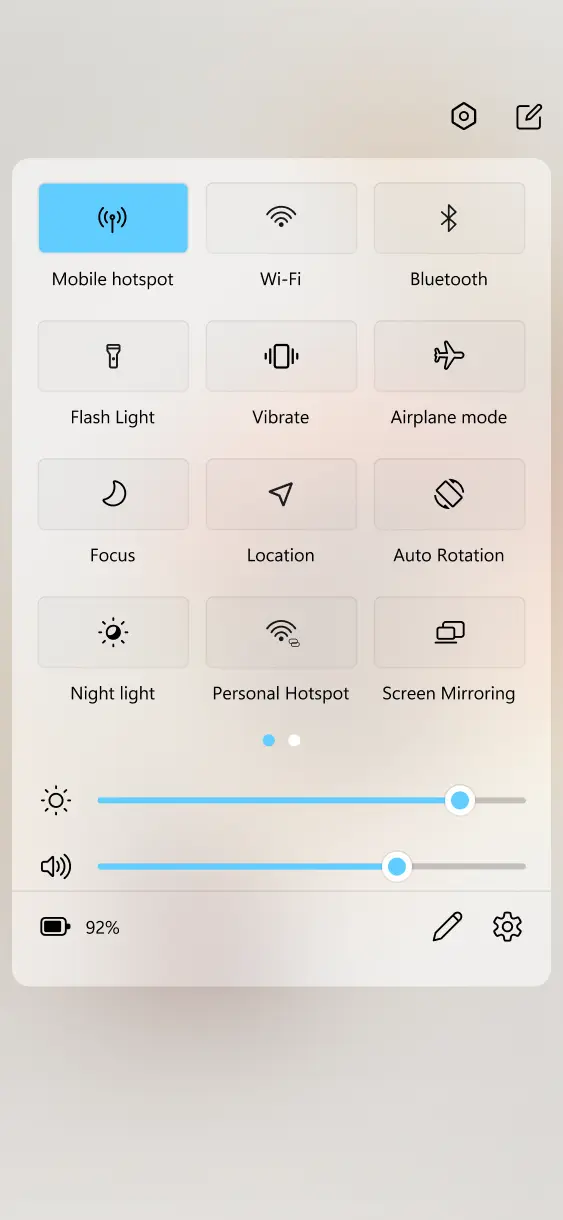 Mobile hotspot
Wi-Fi
Bluetooth
Flash Light
Vibrate
Airplane mode
Focus
Location
Auto Rotation
Night light
Personal Hotspot
Screen Mirroring
92%